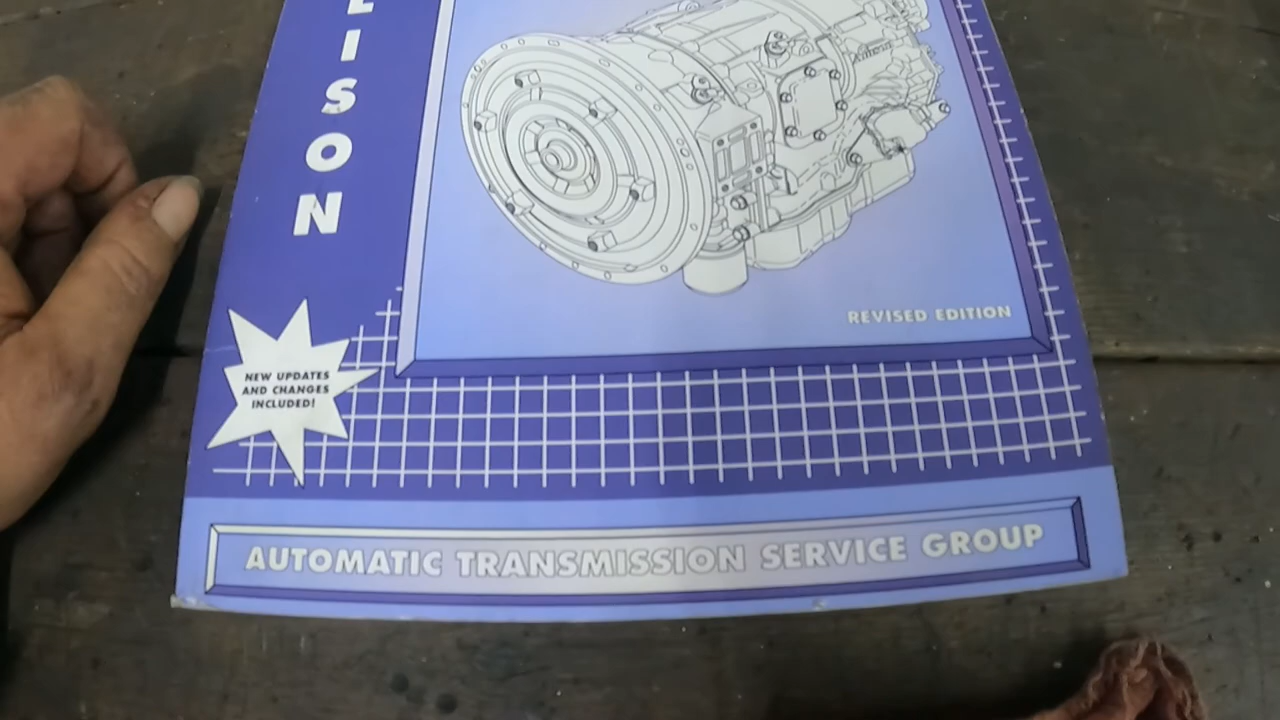 LISON
REVISED EDITION
NEW UPDATES
AND CHANGES
INCLUDED!
AUTOMATIC TRANSMISSION SERVICE GROUP